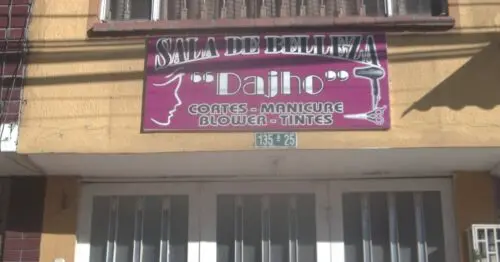 SALA DE BELLEZA
"Dajho"
CORTES - MANICURE
BLOWER - TINTES
135 a 25